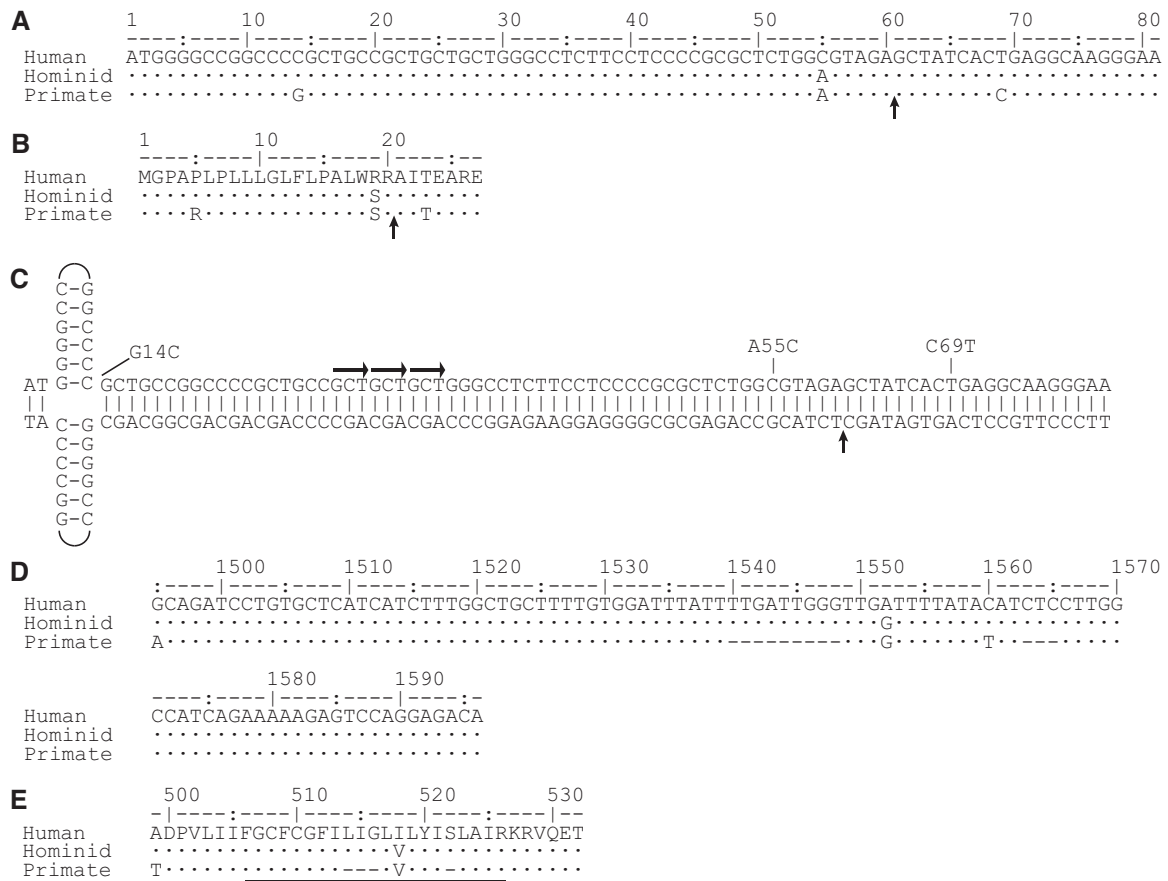 A
1 10 20 30 40 50 60 70 80
----:----|----:----|----:----|----:----|----:----|----:----|----:----|----:----|-
Human ATGGGGCCGGCCCCGCTGCCGCTGCTGCTGGGCCTCTTCCTCCCCGCGCTCTGGCGTAGAGCTATCACTGAGGCAAGGGAA
Hominid ······················································A··························
Primate ·············G········································A·············C············
B
1 10 20
----:----|----:----|----:--
Human MGPAPLPLLLGLFLPALWRRAITEARE
Hominid ··················S········
Primate ····R·············S···T····
C
C-G
C-G
G-C
G-C
G-C
G14C
A55C C69T
AT G-C GCTGCCGGCCCCGCTGCCGCTGCTGCTGGGCCTCTTCCTCCCCGCGCTCTGGCGTAGAGCTATCACTGAGGCAAGGGAA
TA C-G CGACGGCGACGACGACCCCGACGACGACCCGGAGAAGGAGGGGCGCGAGACCGCATCTCGATAGTGACTCCGTTCCCTT
C-G
C-G
C-G
G-C
G-C
D
1500 1510 1520 1530 1540 1550 1560 1570
:----|----:----|----:----|----:----|----:----|----:----|----:----|----:----|
Human GCAGATCCTGTGCTCATCATCTTTGGCTGCTTTTGTGGATTTATTTTGATTGGGTTGATTTTATACATCTCCTTGG
Hominid ·························································G··················
Primate A············································---------···G·······T··---·····
1580 1590
----:----|----:----|----:-
Human CCATCAGAAAAAGAGTCCAGGAGACA
Hominid ··························
Primate ··························
E
500 510 520 530
-|----:----|----:----|----:----|--
Human ADPVLIIFGCFCGFILIGLILYISLAIRKRVQET
Hominid ···················V··············
Primate T··············---·V···-··········